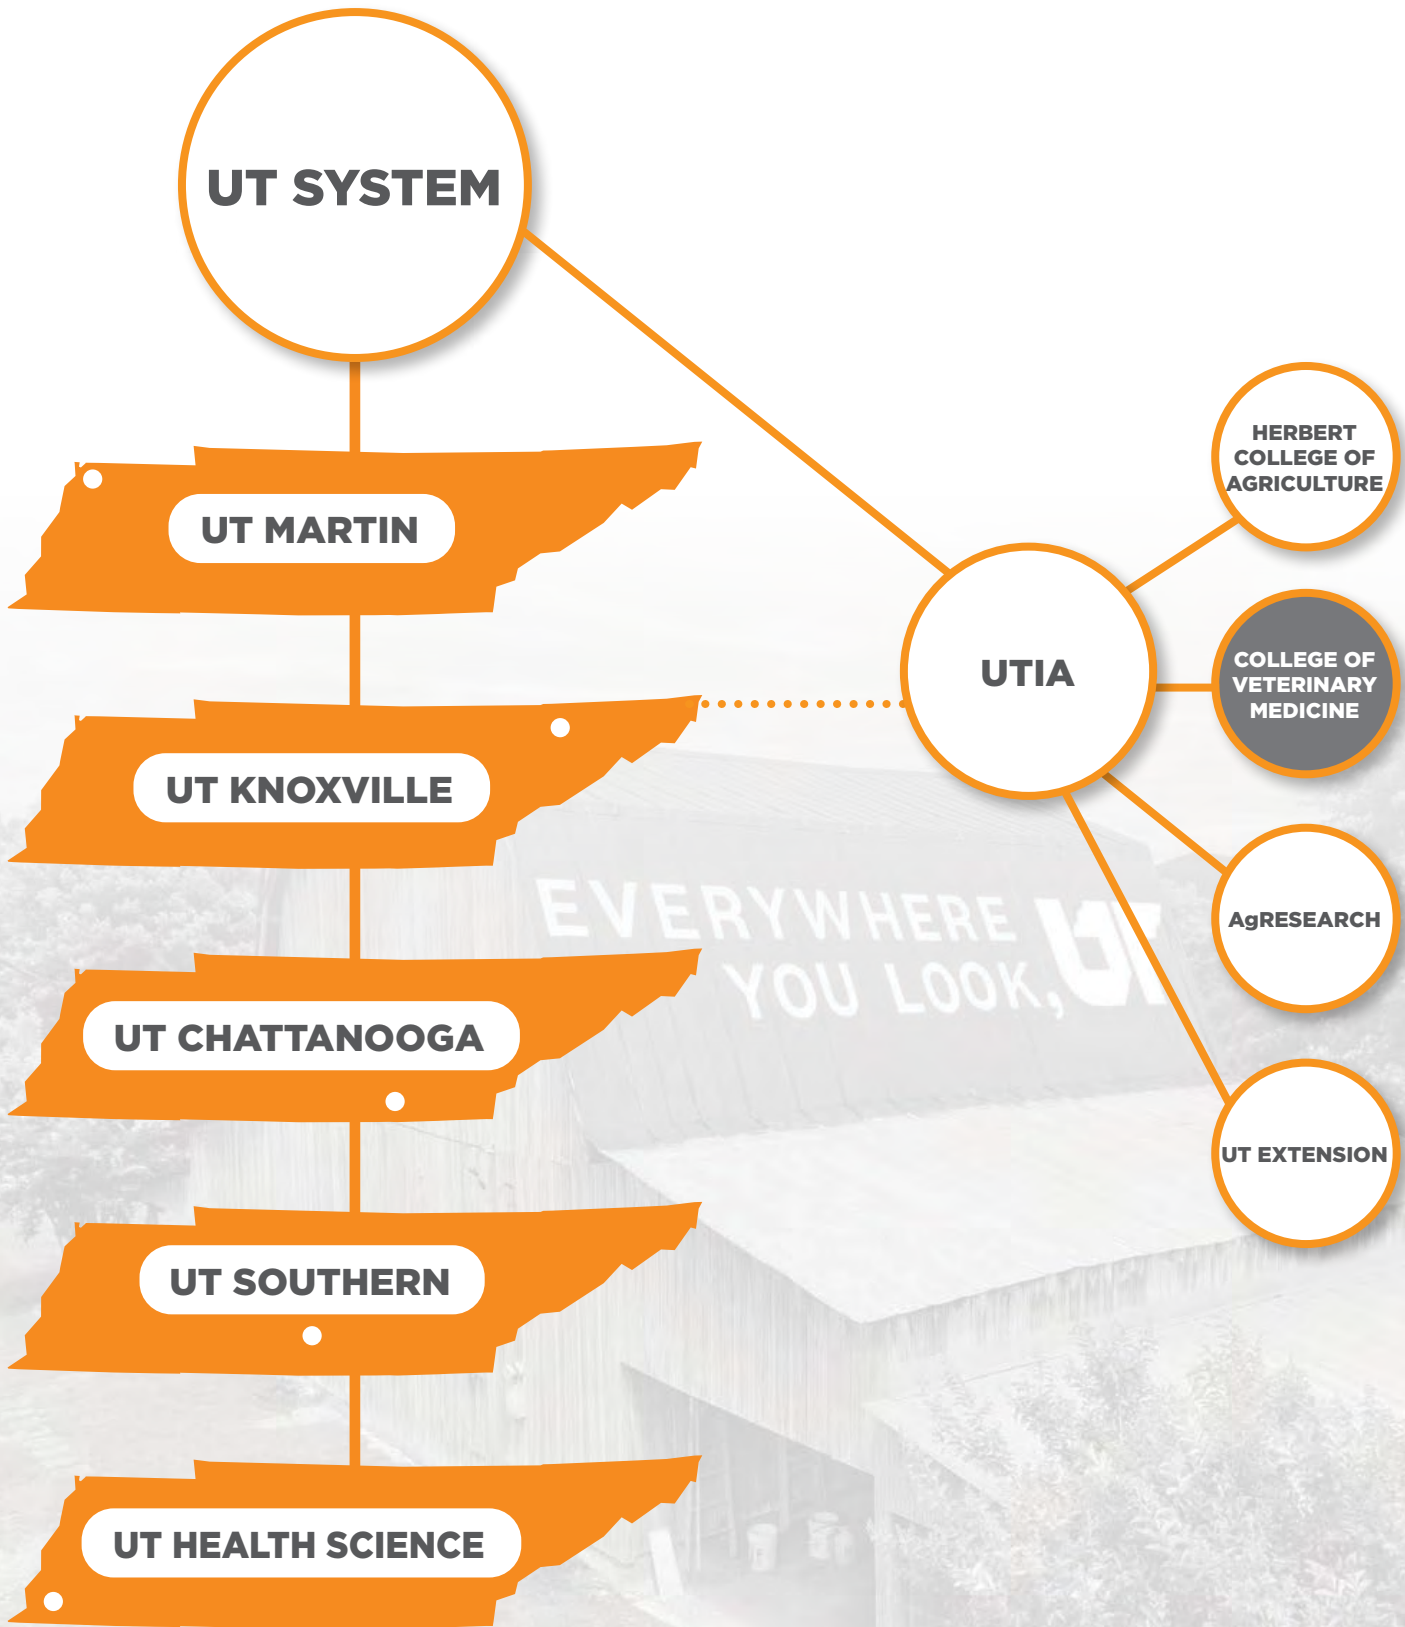 UT SYSTEM
UT MARTIN
UT KNOXVILLE
UT CHATTANOOGA
UT SOUTHERN
UT HEALTH SCIENCE
UTIA
HERBERT
COLLEGE OF
AGRICULTURE
COLLEGE OF
VETERINARY
MEDICINE
AgRESEARCH
UT EXTENSION
EVERYWHERE
YOU LOOK, UT